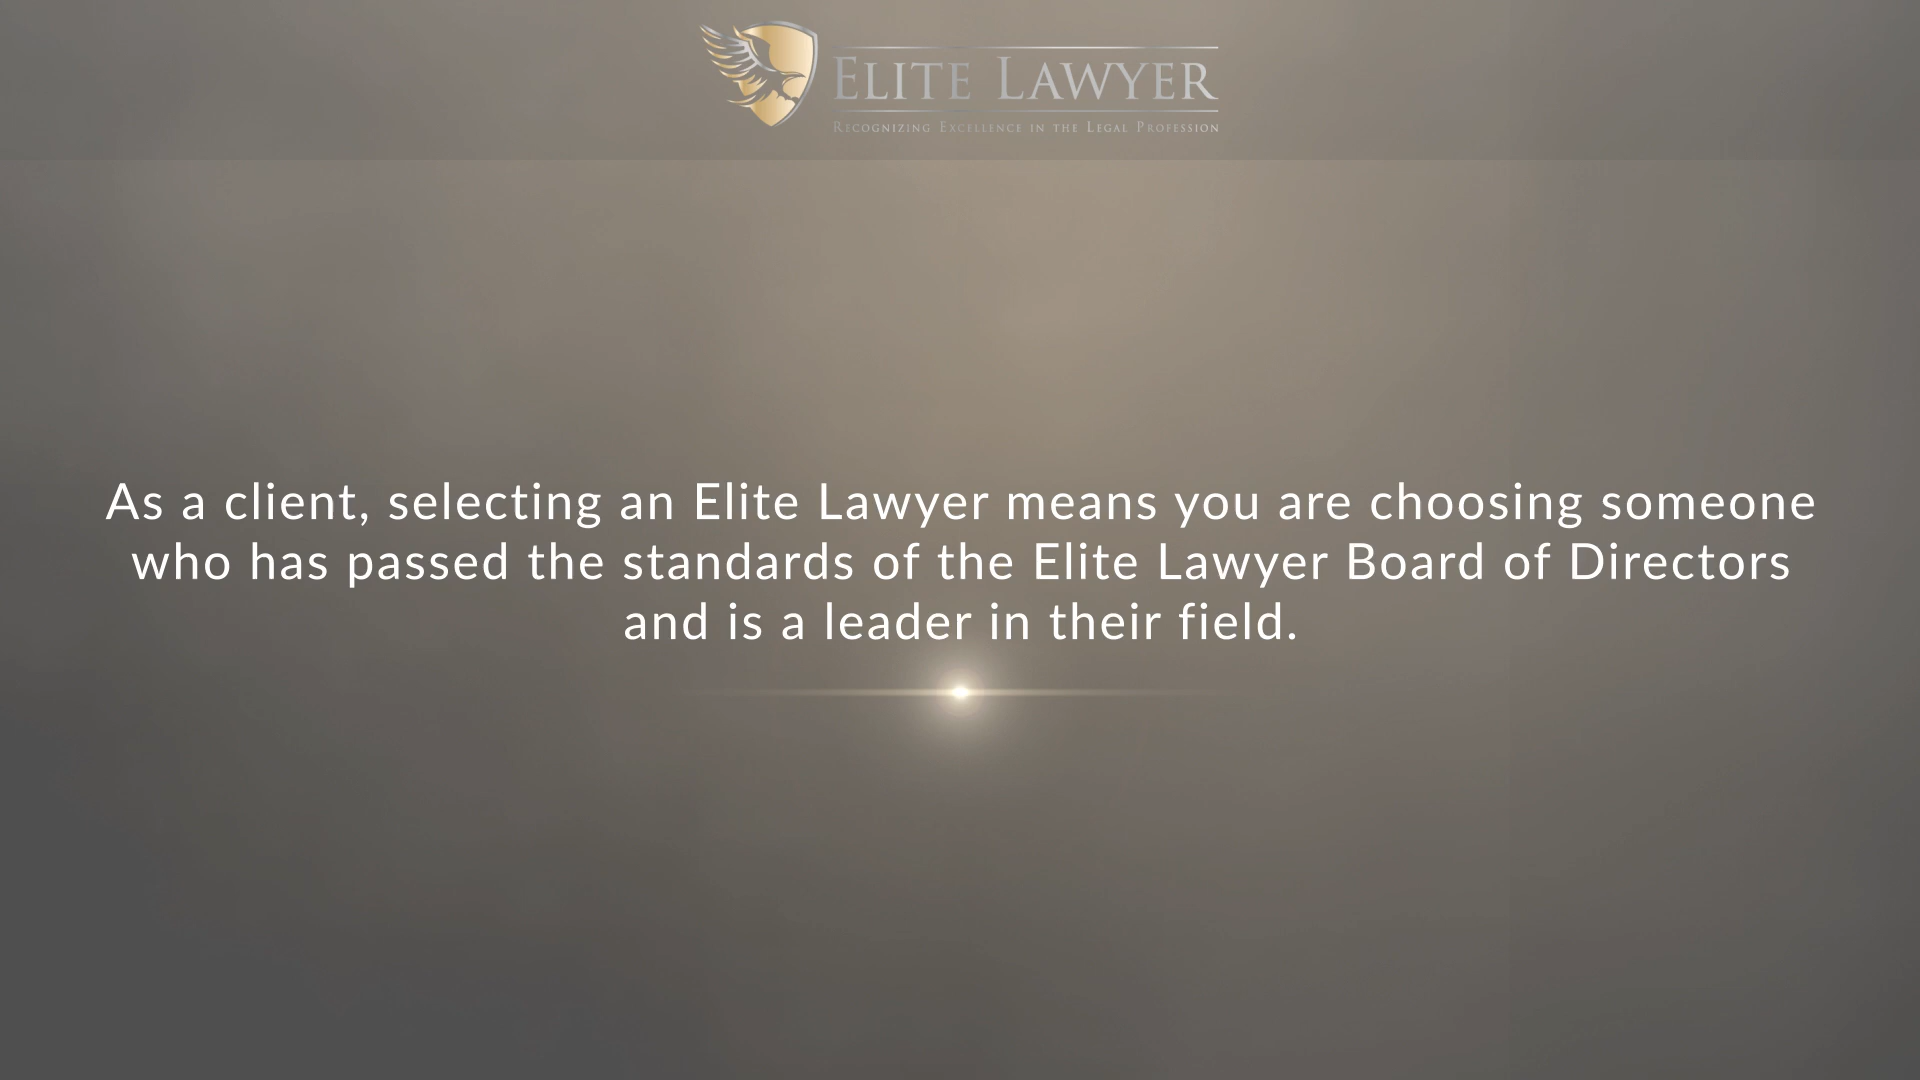 ELITE LAWYER
RECOGNIZING EXCELLENCE IN THE LEGAL PROFESSION
As a client, selecting an Elite Lawyer means you are choosing someone
who has passed the standards of the Elite Lawyer Board of Directors
and is a leader in their field.